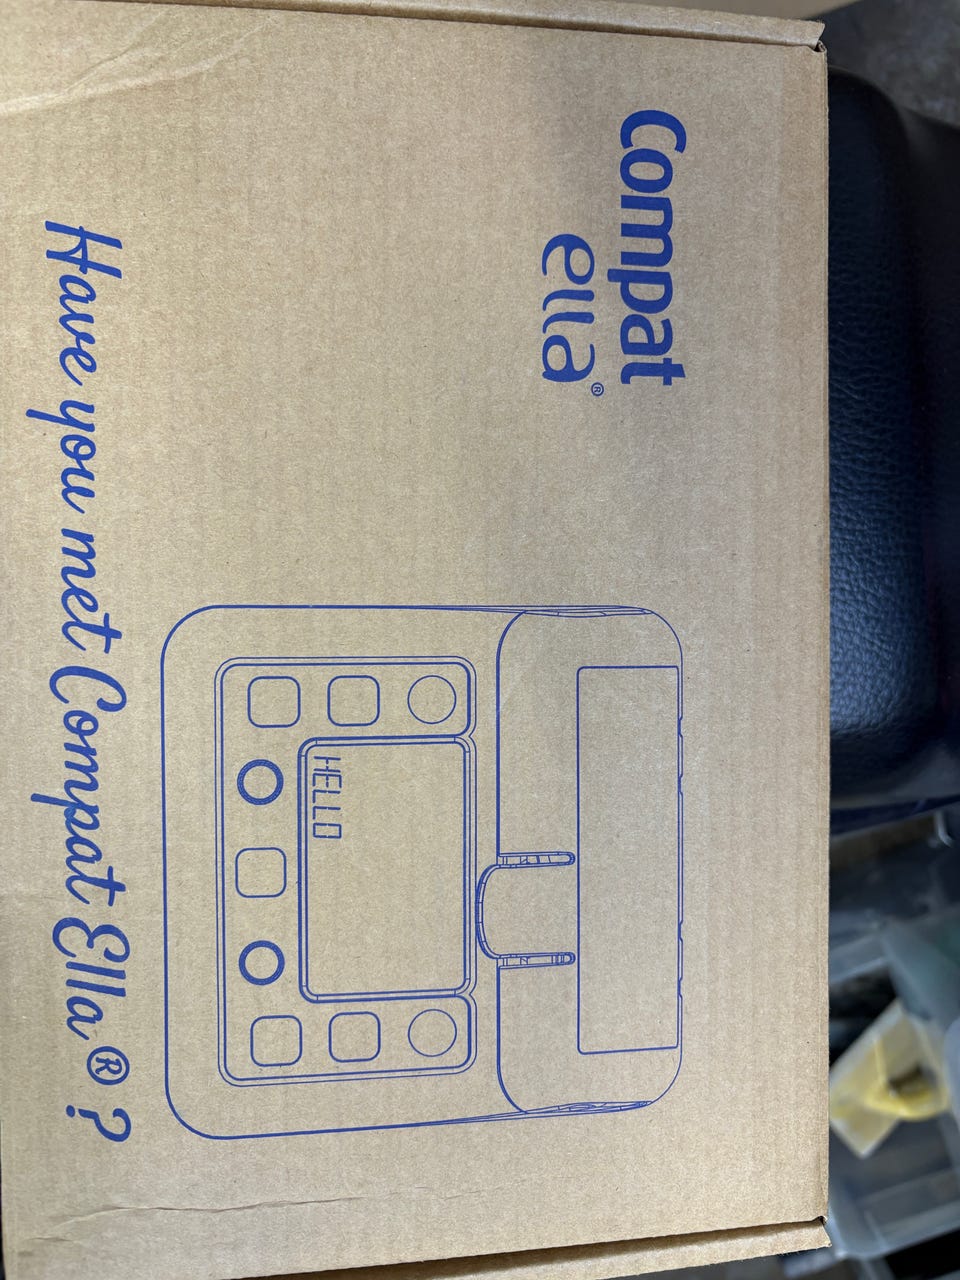 Compat
ella®
HELLO
Have you met Compat Ella®?